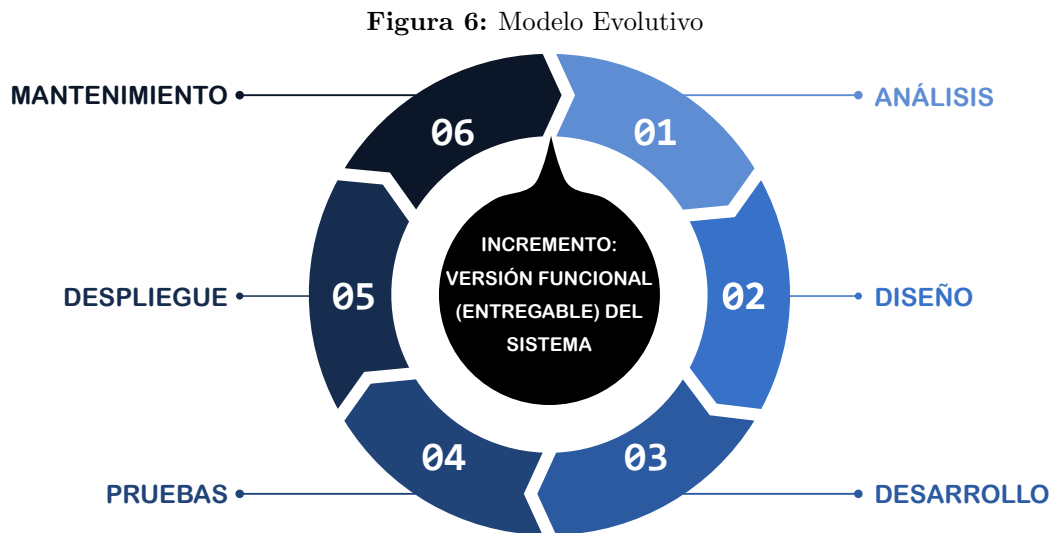 Figura 6: Modelo Evolutivo
MANTENIMIENTO
06
01
ANÁLISIS
INCREMENTO:
VERSIÓN FUNCIONAL
(ENTREGABLE) DEL
SISTEMA
DESPLIEGUE
05
02
DISEÑO
PRUEBAS
04
03
DESARROLLO